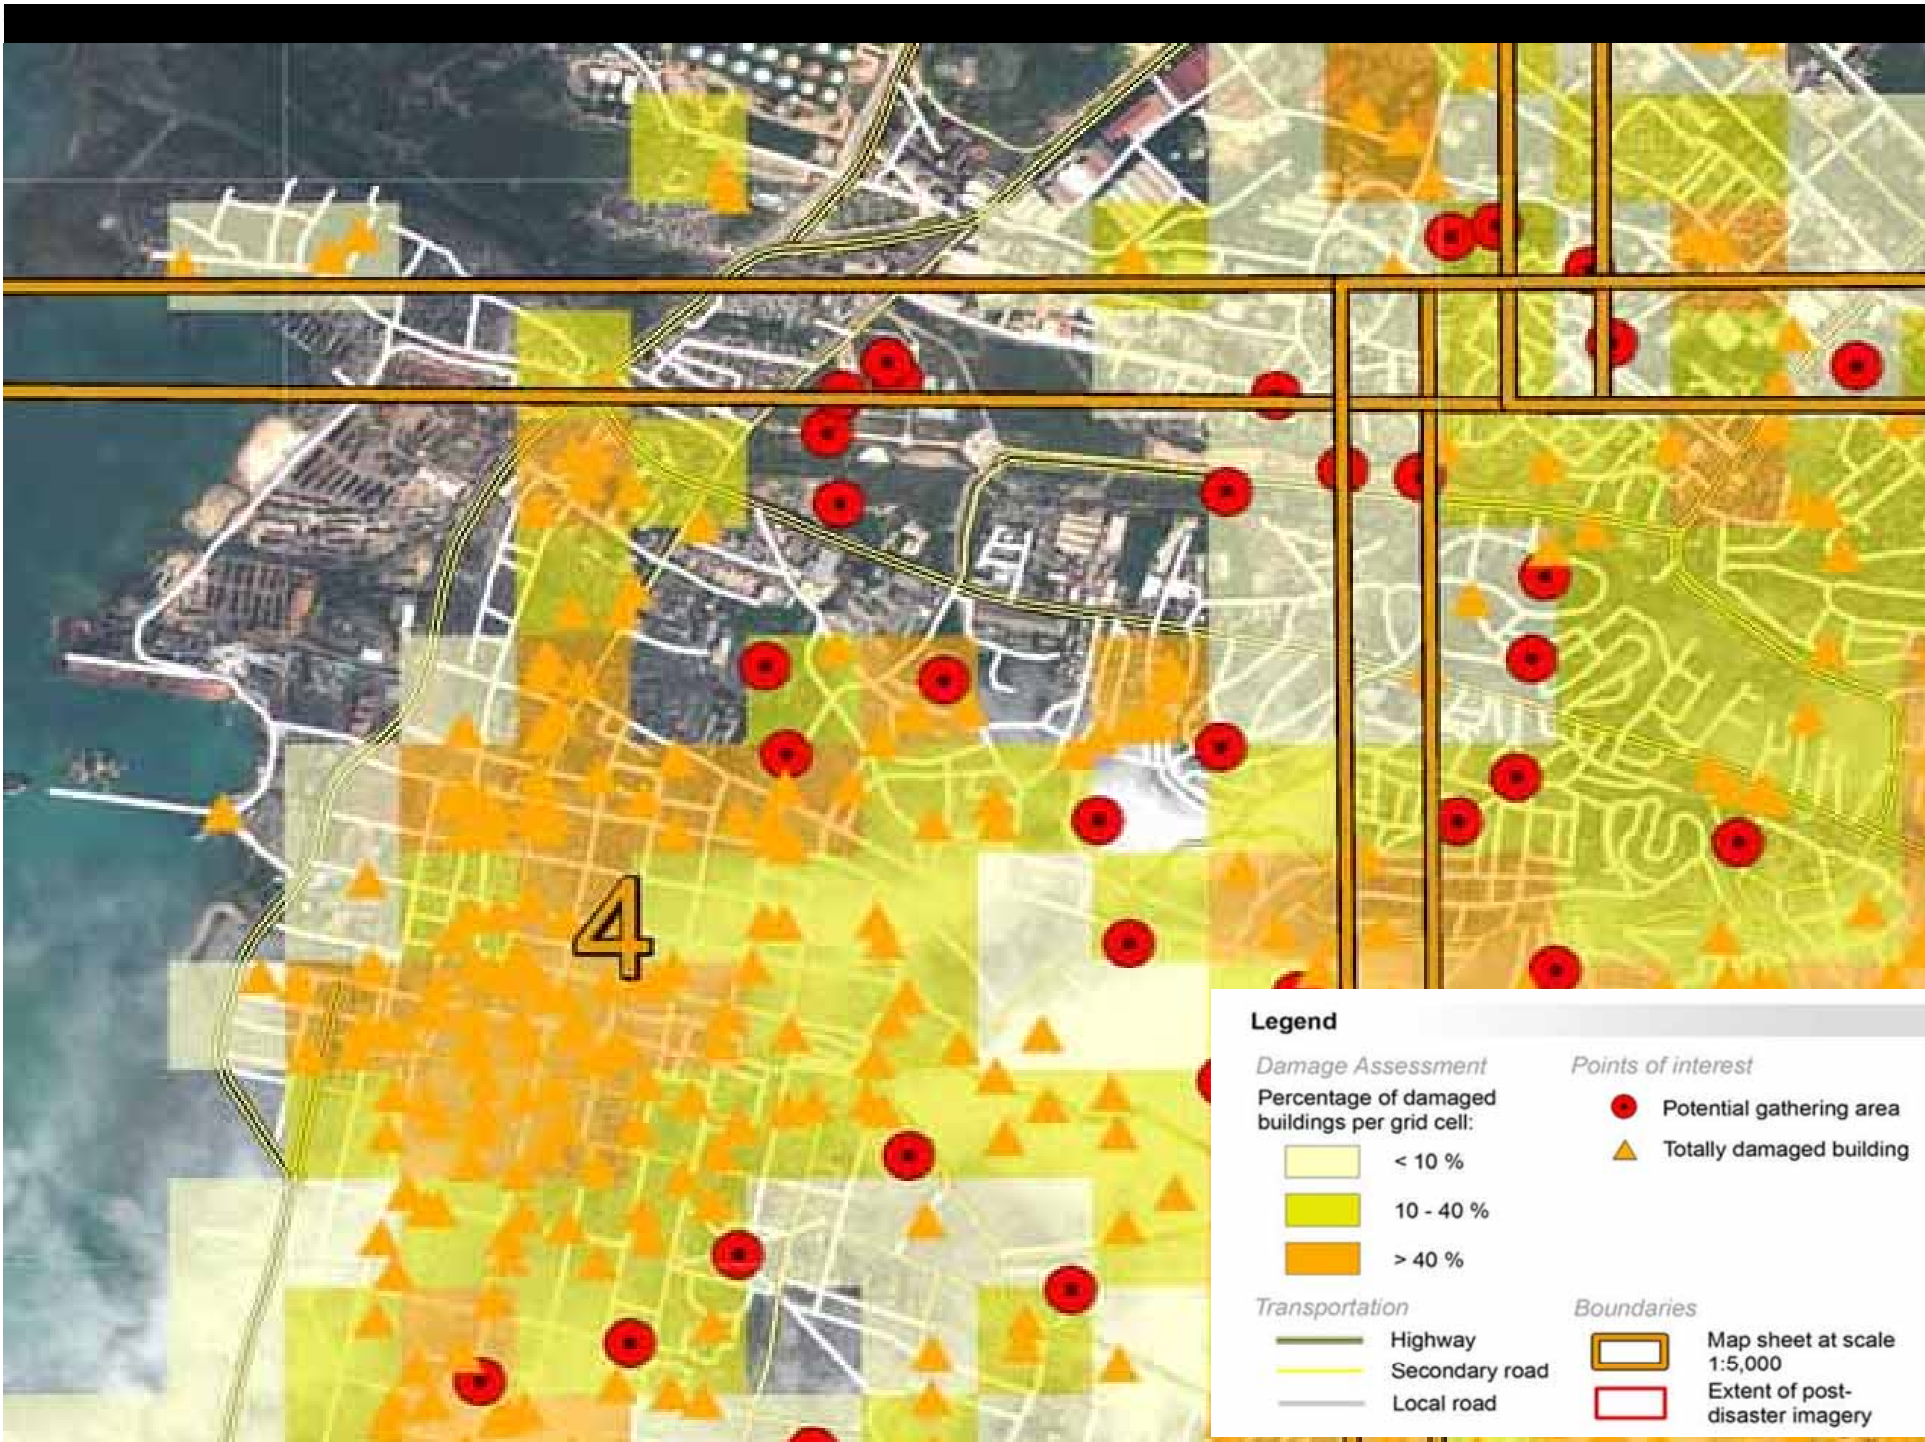 4
Legend
Damage Assessment
Percentage of damaged
buildings per grid cell:
< 10 %
10 - 40 %
> 40 %
Points of interest
Potential gathering area
Totally damaged building
Transportation
Highway
Secondary road
Local road
Boundaries
Map sheet at scale
1:5,000
Extent of post-
disaster imagery